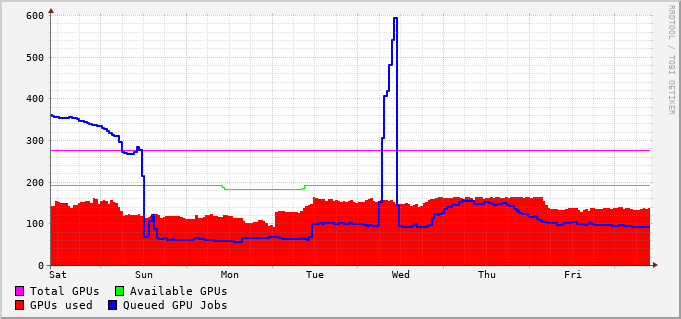 RRDTOOL / TOBI OETIKER
600
500
400
300
200
100
0
Sat Sun Mon Tue Wed Thu Fri
Total GPUs Available GPUs
GPUs used Queued GPU Jobs